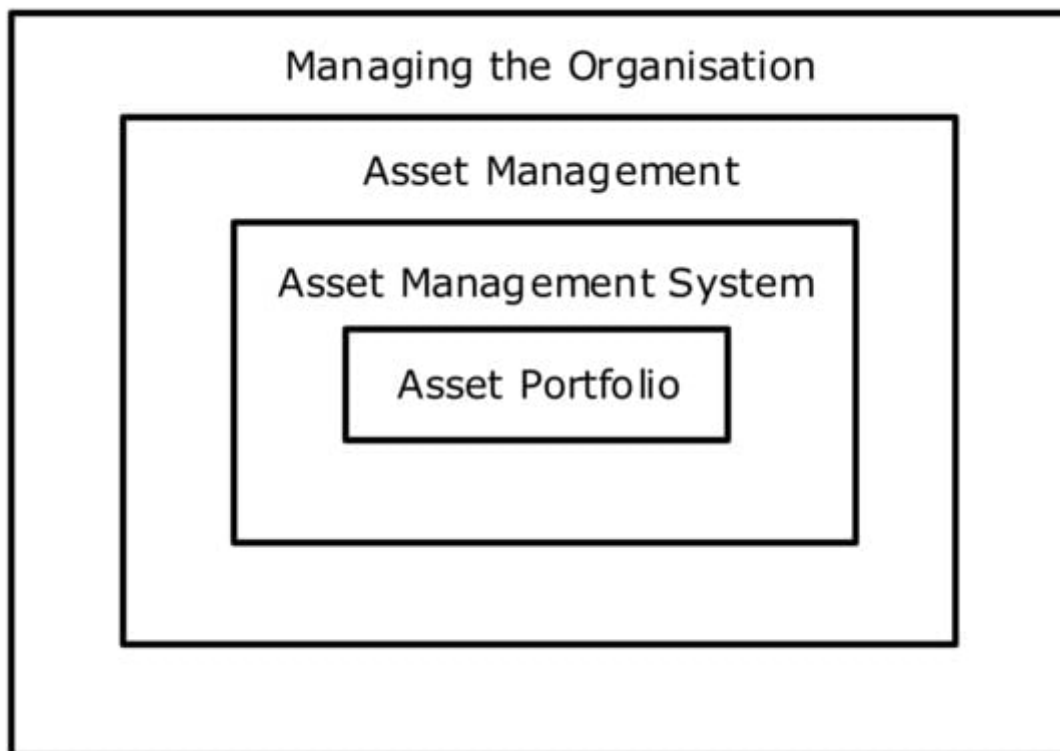 Managing the Organisation
Asset Management
Asset Management System
Asset Portfolio